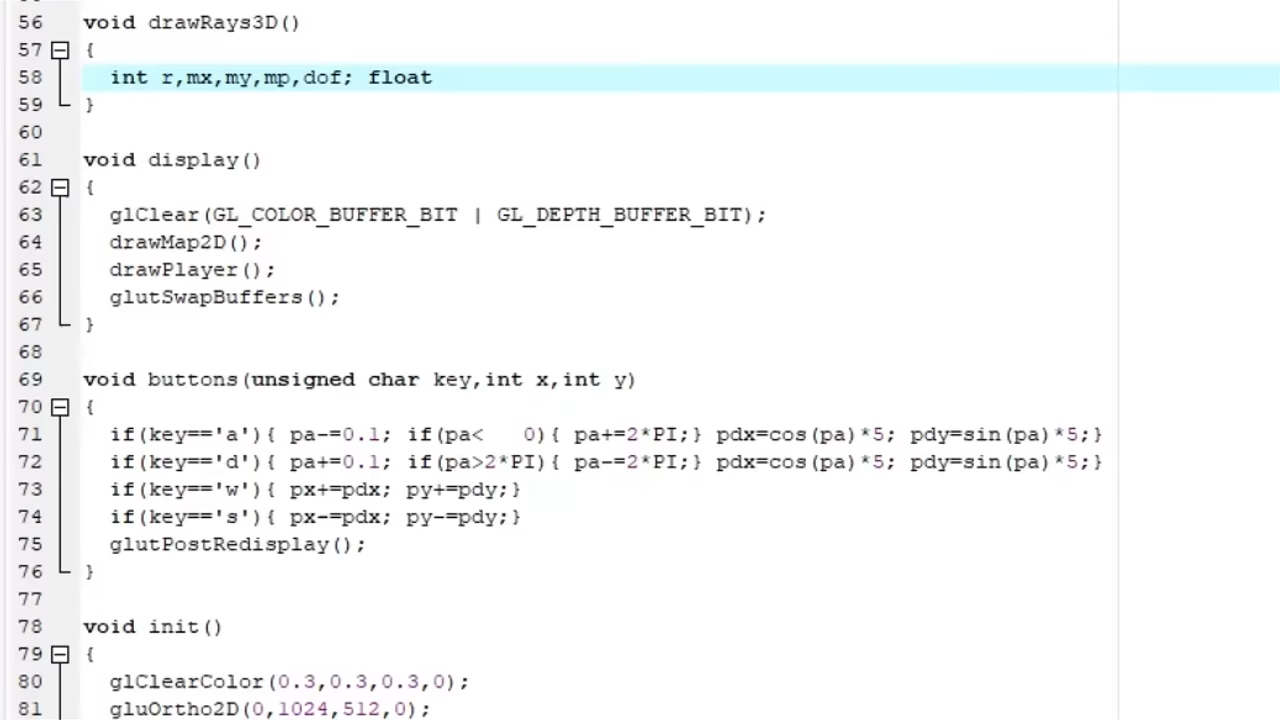 56 void drawRays3D()
57 {
58 int r,mx,my,mp,dof; float
59 }
60
61 void display()
62 {
63 glClear(GL_COLOR_BUFFER_BIT | GL_DEPTH_BUFFER_BIT);
64 drawMap2D();
65 drawPlayer();
66 glutSwapBuffers();
67 }
68
69 void buttons(unsigned char key,int x,int y)
70 {
71 if(key=='a'){ pa-=0.1; if(pa<   0){ pa+=2*PI;} pdx=cos(pa)*5; pdy=sin(pa)*5;}
72 if(key=='d'){ pa+=0.1; if(pa>2*PI){ pa-=2*PI;} pdx=cos(pa)*5; pdy=sin(pa)*5;}
73 if(key=='w'){ px+=pdx; py+=pdy;}
74 if(key=='s'){ px-=pdx; py-=pdy;}
75 glutPostRedisplay();
76 }
77
78 void init()
79 {
80 glClearColor(0.3,0.3,0.3,0);
81 gluOrtho2D(0,1024,512,0);